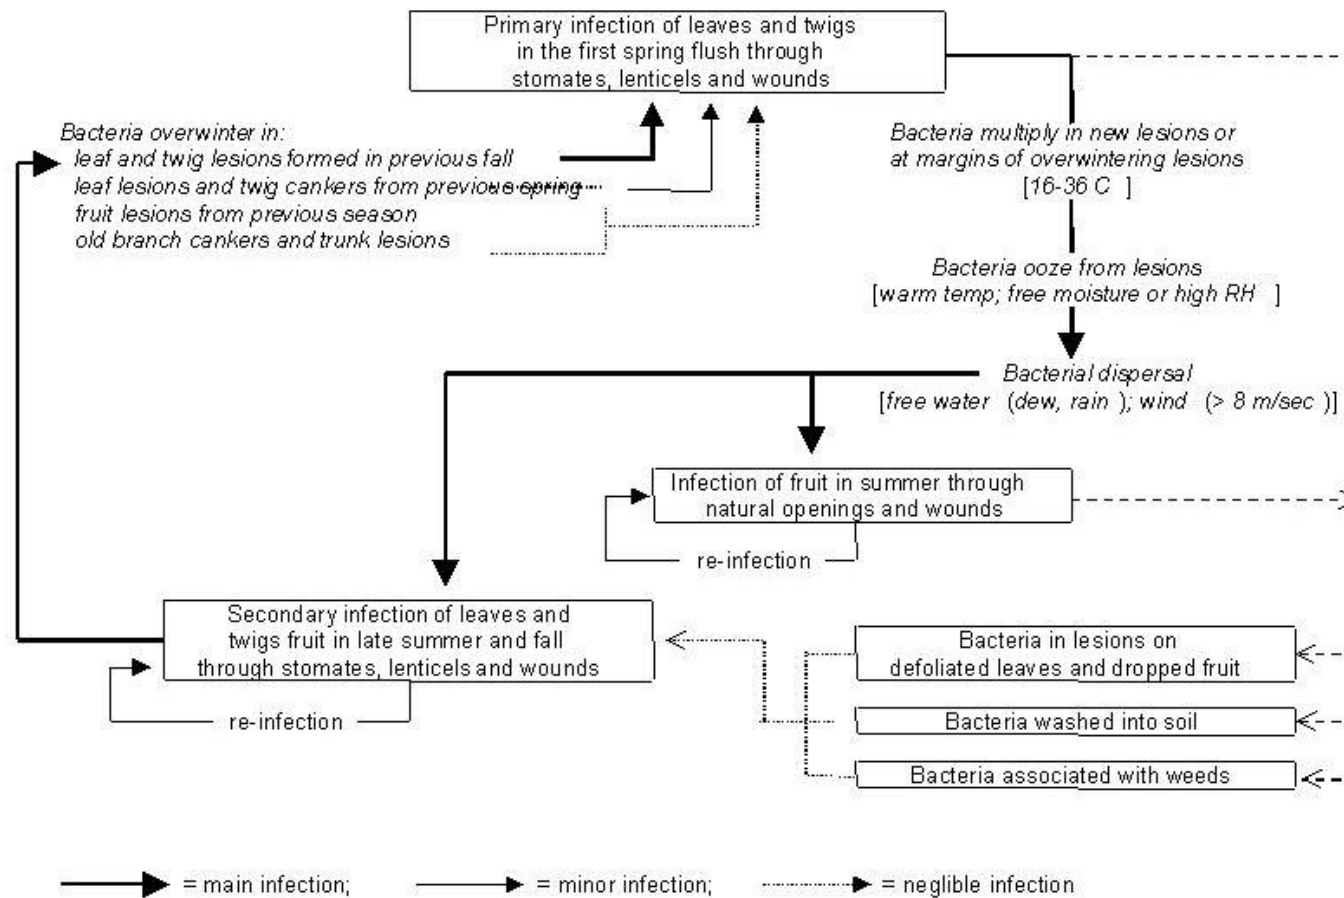 Primary infection of leaves and twigs
in the first spring flush through
stomates, lenticels and wounds
Bacteria overwinter in:
leaf and twig lesions formed in previous fall
leaf lesions and twig cankers from previous spring
fruit lesions from previous season
old branch cankers and trunk lesions
Bacteria multiply in new lesions or
at margins of overwintering lesions
[16-36 C ]
Bacteria ooze from lesions
[warm temp; free moisture or high RH ]
Bacterial dispersal
[free water (dew, rain ); wind (> 8 m/sec )]
Infection of fruit in summer through
natural openings and wounds
re-infection
Secondary infection of leaves and
twigs fruit in late summer and fall
through stomates, lenticels and wounds
re-infection
Bacteria in lesions on
defoliated leaves and dropped fruit
Bacteria washed into soil
Bacteria associated with weeds
= main infection; = minor infection; = neglible infection